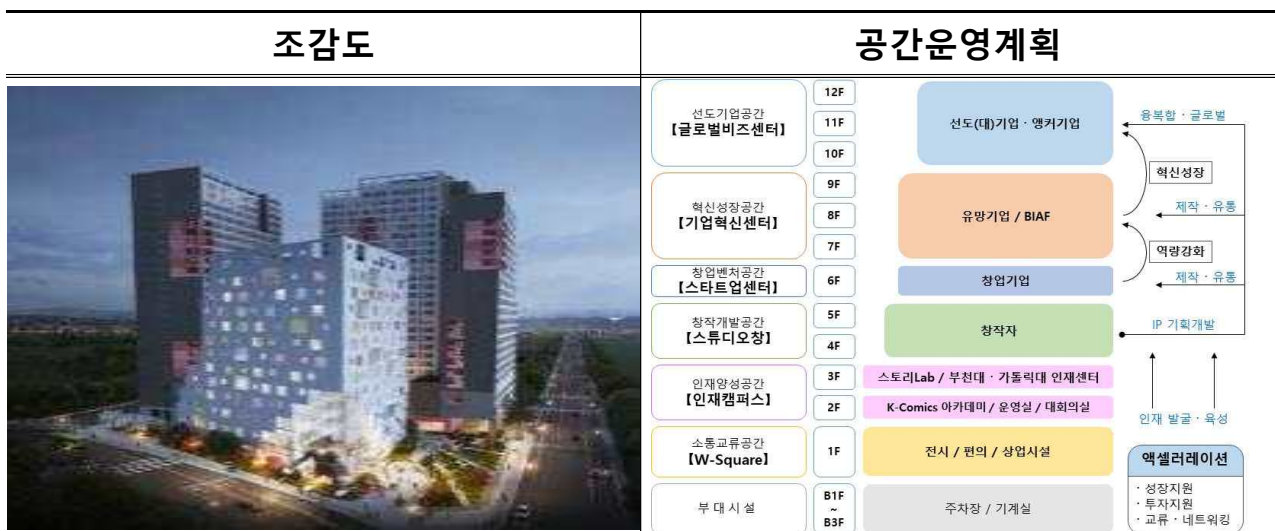 조감도
공간운영계획
선도기업공간
【글로벌비즈센터】
12F
11F
10F
선도(대)기업 · 앵커기업
융복합 · 글로벌
혁신성장
혁신성장공간
【기업혁신센터】
9F
8F
7F
유망기업 / BIAF
제작 · 유통
역량강화
창업벤처공간
【스타트업센터】
6F
창업기업
제작 · 유통
창작개발공간
【스튜디오창】
5F
4F
창작자
IP 기획개발
인재양성공간
【인재캠퍼스】
3F
스토리Lab / 부천대 · 가톨릭대 인재센터
2F
K-Comics 아카데미 / 운영실 / 대회의실
인재 발굴 · 육성
소통교류공간
【W-Square】
1F
전시 / 편의 / 상업시설
부 대 시 설
B1F
~
B3F
주차장 / 기계실
액셀러레이션
· 성장지원
· 투자지원
· 교류 · 네트워킹